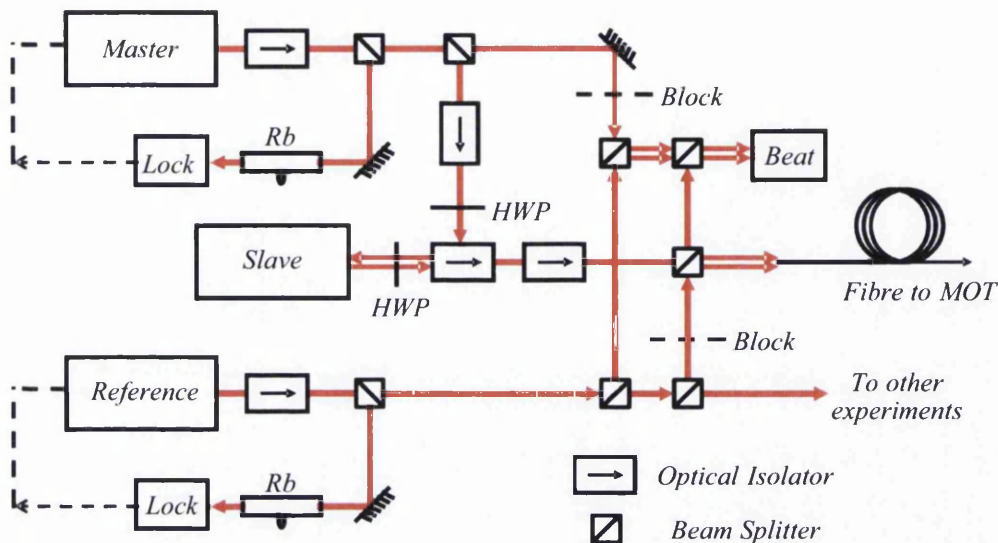 Master
Block
Rb
Lock
Beat
HWP
Slave
HWP
Fibre to MOT
Block
Reference
To other
experiments
Rb
Lock
Optical Isolator
Beam Splitter